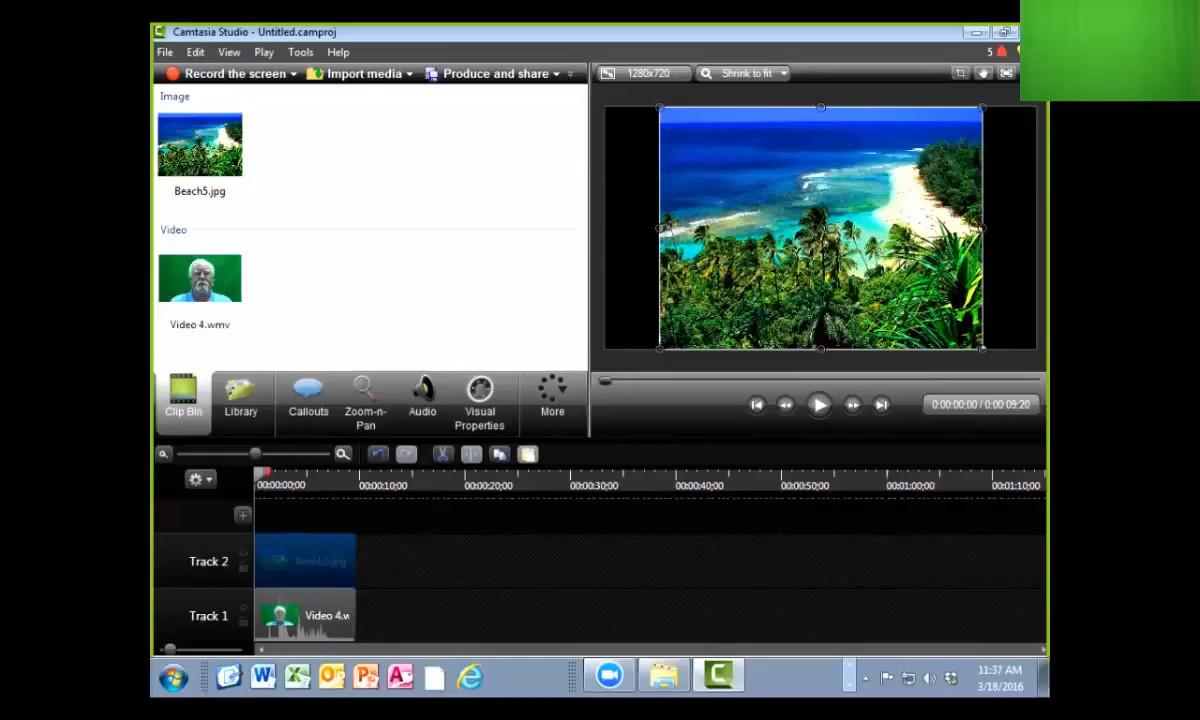 Camtasia Studio - Untitled.camproj
File Edit View Play Tools Help
5
Record the screen Import media Produce and share
1280x720 Shrink to fit
Image
Beach5.jpg
Video
Video 4.wmv
Clip Bin Library Callouts Zoom-n-Pan Audio Visual Properties More
0:00:00;00 / 0:00:09;20
00:00:00;00 00:00:10;00 00:00:20;00 00:00:30;00 00:00:40;00 00:00:50;00 00:01:00;00 00:01:10;00
Track 2 Beach5.jpg
Track 1 Video 4.w
11:37 AM
3/18/2016